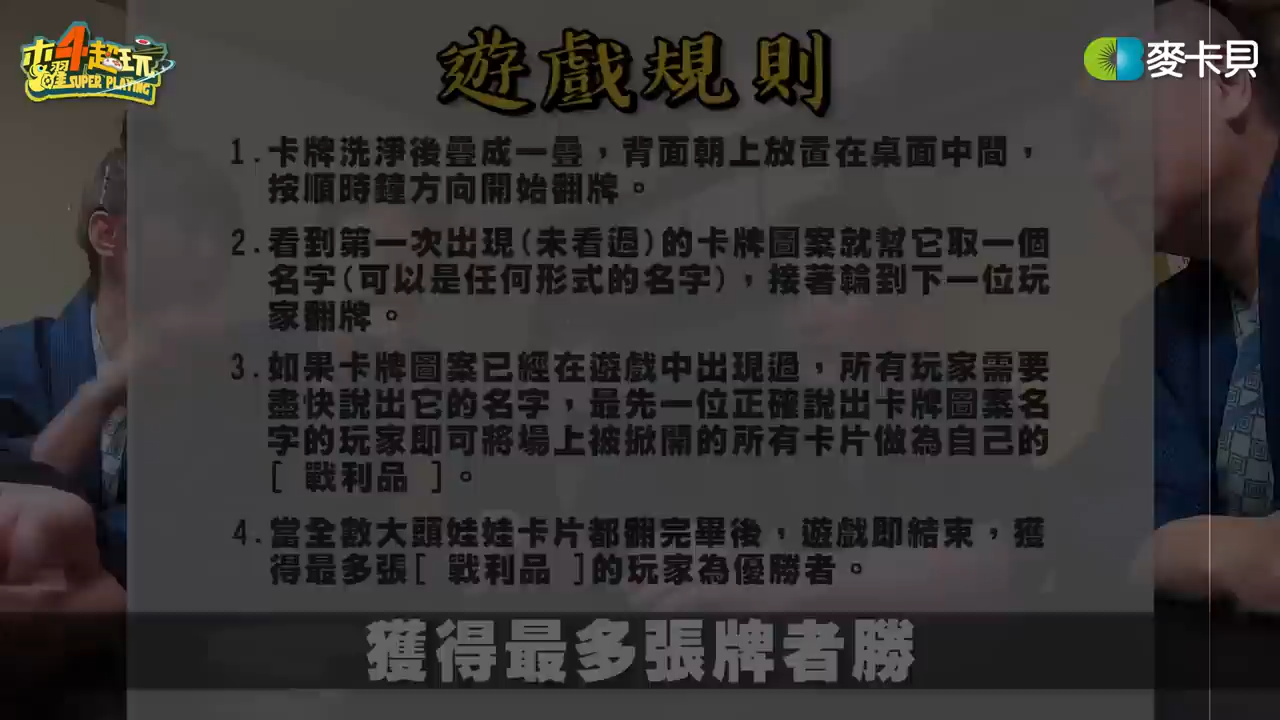 木4超玩
曜
SUPER PLAYING
麥卡貝
遊戲規則
1.卡牌洗淨後疊成一疊，背面朝上放置在桌面中間，
按順時鐘方向開始翻牌。
2.看到第一次出現(未看過)的卡牌圖案就幫它取一個
名字(可以是任何形式的名字)，接著輪到下一位玩
家翻牌。
3.如果卡牌圖案已經在遊戲中出現過，所有玩家需要
盡快說出它的名字，最先一位正確說出卡牌圖案名
字的玩家即可將場上被掀開的所有卡片做為自己的
[ 戰利品 ]。
4.當全數大頭娃娃卡片都翻完畢後，遊戲即結束，獲
得最多張[ 戰利品 ]的玩家為優勝者。
獲得最多張牌者勝